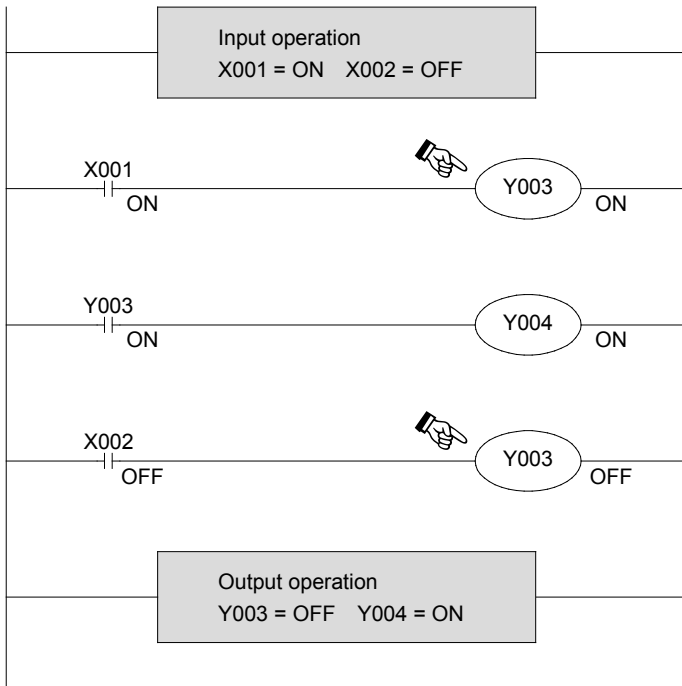 Input operation
X001 = ON X002 = OFF
X001
ON
Y003
ON
Y003
ON
Y004
ON
X002
OFF
Y003
OFF
Output operation
Y003 = OFF Y004 = ON